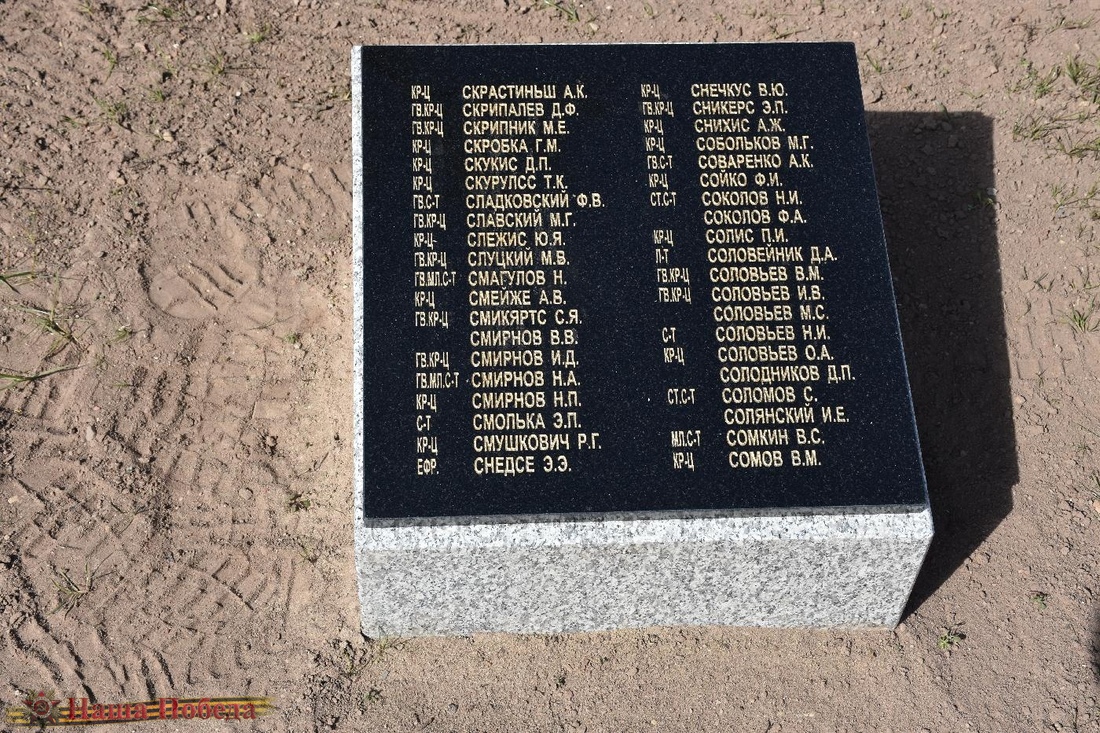 КР-Ц СКРАСТИНЬШ А.К.
ГВ.КР-Ц СКРИПАЛЕВ Д.Ф.
ГВ.КР-Ц СКРИПНИК М.Е.
КР-Ц СКРОБКА Г.М.
КР-Ц СКУКИС Д.П.
КР-Ц СКУРУЛСС Т.К.
ГВ.С-Т СЛАДКОВСКИЙ Ф.В.
ГВ.КР-Ц СЛАВСКИЙ М.Г.
КР-Ц СЛЕЖИС Ю.Я.
ГВ.КР-Ц СЛУЦКИЙ М.В.
ГВ.МЛ.С-Т СМАГУЛОВ Н.
КР-Ц СМЕЙЖЕ А.В.
ГВ.КР-Ц СМИКЯРТС С.Я.
СМИРНОВ В.В.
ГВ.КР-Ц СМИРНОВ И.Д.
ГВ.МЛ.С-Т СМИРНОВ Н.А.
КР-Ц СМИРНОВ Н.П.
С-Т СМОЛЬКА Э.П.
КР-Ц СМУШКОВИЧ Р.Г.
ЕФР. СНЕДСЕ Э.Э.
КР-Ц СНЕЧКУС В.Ю.
ГВ.КР-Ц СНИКЕРС Э.П.
КР-Ц СНИХИС А.Ж.
КР-Ц СОБОЛЬКОВ М.Г.
ГВ.С-Т СОВАРЕНКО А.К.
КР-Ц СОЙКО Ф.И.
СТ.С-Т СОКОЛОВ Н.И.
СОКОЛОВ Ф.А.
КР-Ц СОЛИС П.И.
Л-Т СОЛОВЕЙНИК Д.А.
ГВ.КР-Ц СОЛОВЬЕВ В.М.
ГВ.КР-Ц СОЛОВЬЕВ И.В.
СОЛОВЬЕВ М.С.
С-Т СОЛОВЬЕВ Н.И.
КР-Ц СОЛОВЬЕВ О.А.
СОЛОДНИКОВ Д.П.
СТ.С-Т СОЛОМОВ С.
СОЛЯНСКИЙ И.Е.
МЛ.С-Т СОМКИН В.С.
КР-Ц СОМОВ В.М.
Наша Победа